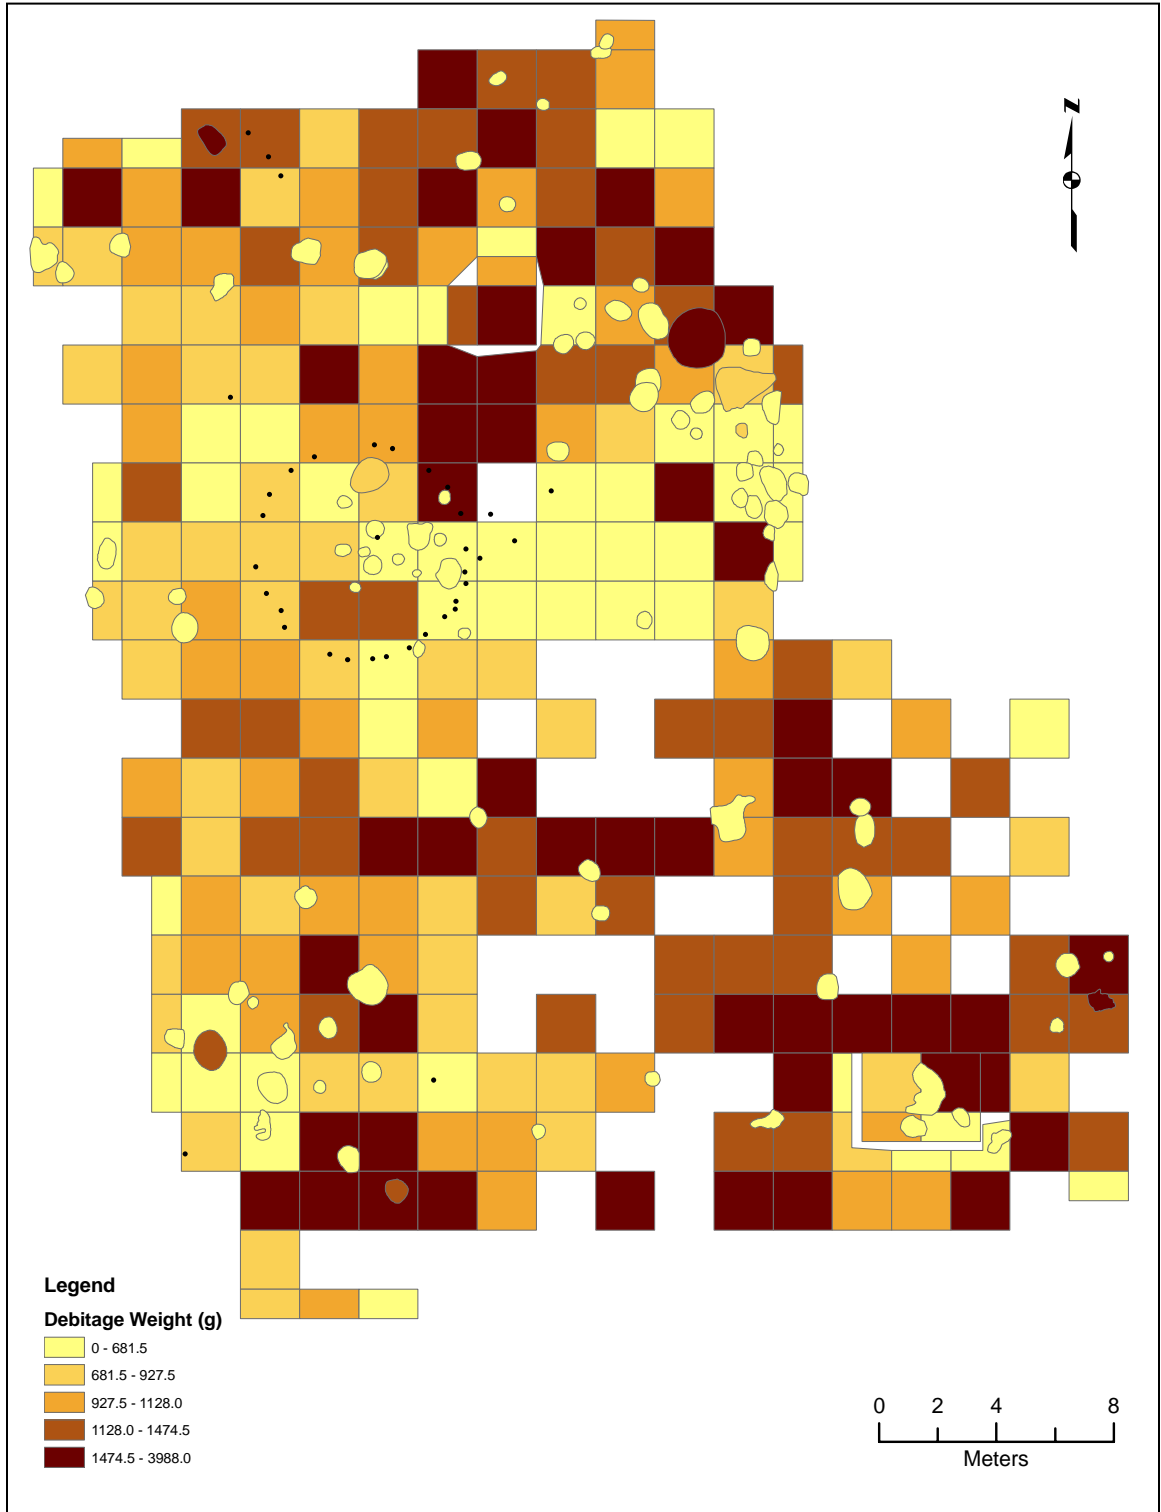 N
Legend
Debitage Weight (g)
0 - 681.5
681.5 - 927.5
927.5 - 1128.0
1128.0 - 1474.5
1474.5 - 3988.0
0 2 4 8
Meters